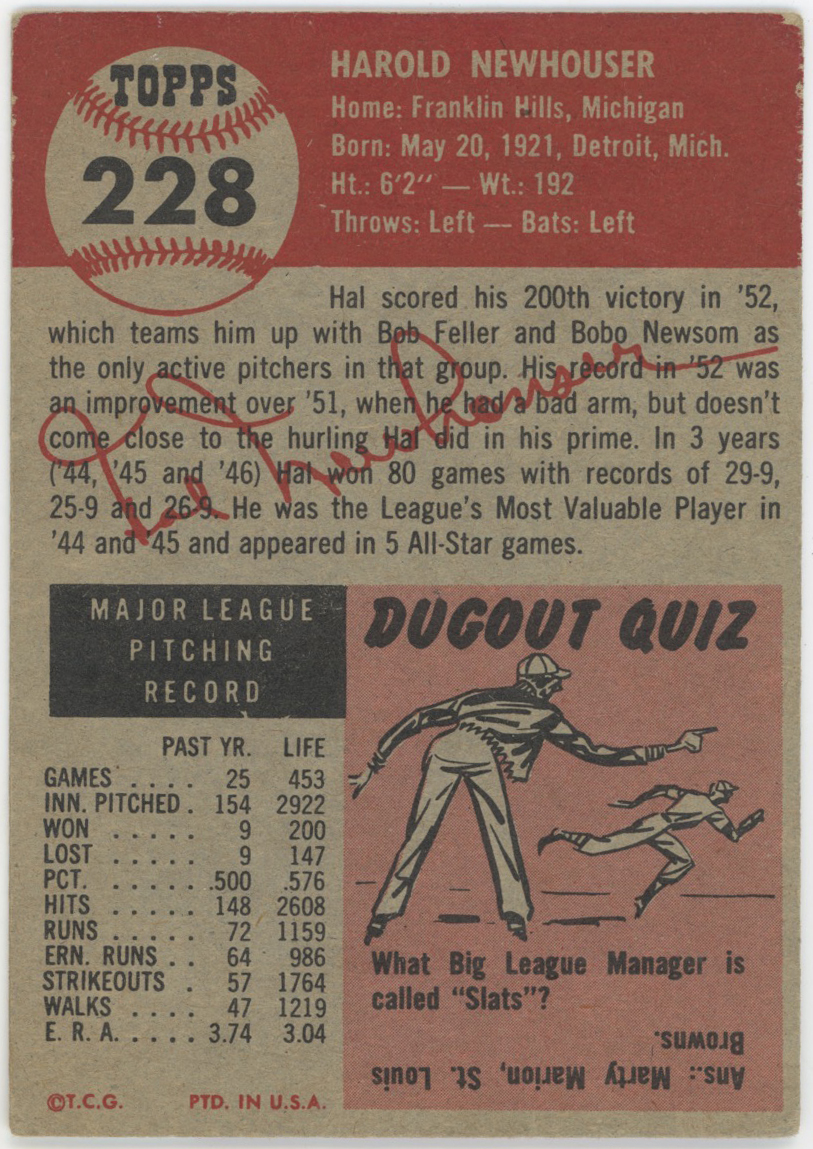 TOPPS
228
HAROLD NEWHOUSER
Home: Franklin Hills, Michigan
Born: May 20, 1921, Detroit, Mich.
Ht.: 6'2" — Wt.: 192
Throws: Left — Bats: Left
Hal scored his 200th victory in '52,
which teams him up with Bob Feller and Bobo Newsom as
the only active pitchers in that group. His record in '52 was
an improvement over '51, when he had a bad arm, but doesn't
come close to the hurling Hal did in his prime. In 3 years
('44, '45 and '46) Hal won 80 games with records of 29-9,
25-9 and 26-9. He was the League's Most Valuable Player in
'44 and '45 and appeared in 5 All-Star games.
Hal Newhouser
MAJOR LEAGUE
PITCHING
RECORD
PAST YR. LIFE
GAMES . . . . 25 453
INN. PITCHED . 154 2922
WON . . . . . 9 200
LOST . . . . . 9 147
PCT. . . . . . .500 .576
HITS . . . . . 148 2608
RUNS . . . . . 72 1159
ERN. RUNS . . 64 986
STRIKEOUTS . 57 1764
WALKS . . . . 47 1219
E. R. A. . . . . 3.74 3.04
DUGOUT QUIZ
What Big League Manager is
called "Slats"?
Ans.: Marty Marion, St. Louis
Browns.
©T.C.G. PTD. IN U.S.A.